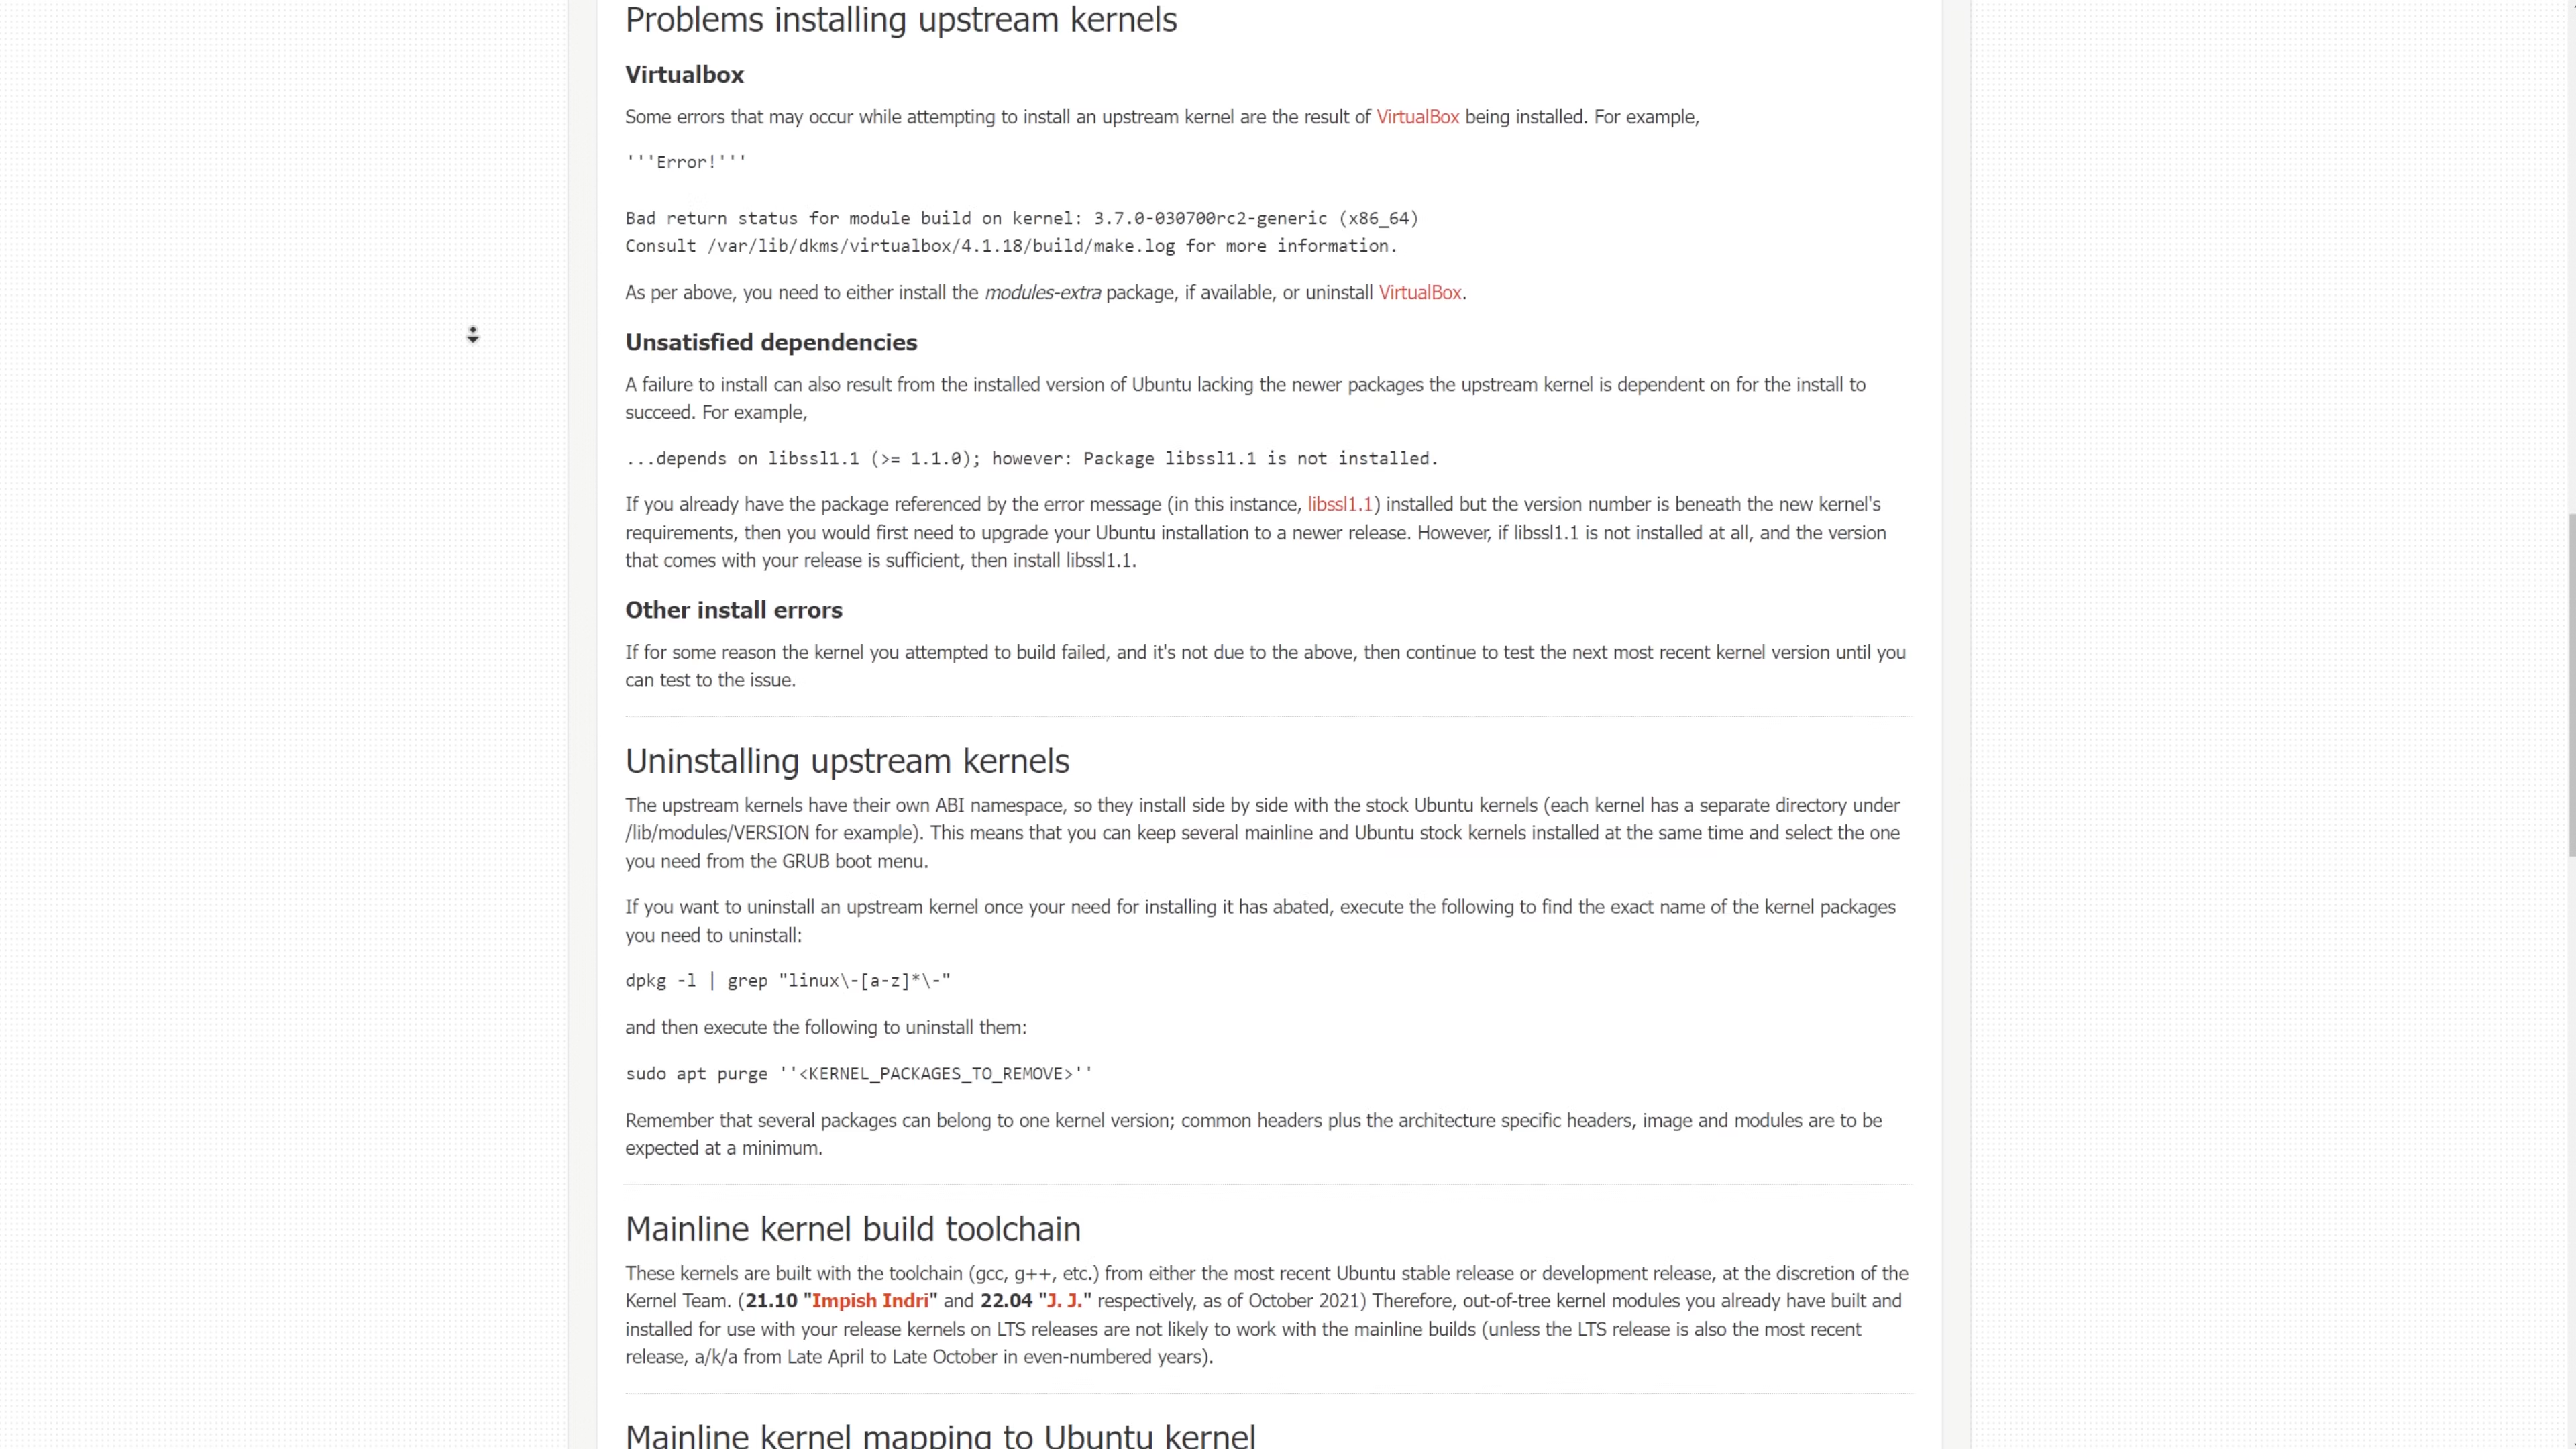 Problems installing upstream kernels
Virtualbox
Some errors that may occur while attempting to install an upstream kernel are the result of VirtualBox being installed. For example,
'''Error!'''
Bad return status for module build on kernel: 3.7.0-030700rc2-generic (x86_64)
Consult /var/lib/dkms/virtualbox/4.1.18/build/make.log for more information.
As per above, you need to either install the modules-extra package, if available, or uninstall VirtualBox.
Unsatisfied dependencies
A failure to install can also result from the installed version of Ubuntu lacking the newer packages the upstream kernel is dependent on for the install to
succeed. For example,
...depends on libssl1.1 (>= 1.1.0); however: Package libssl1.1 is not installed.
If you already have the package referenced by the error message (in this instance, libssl1.1) installed but the version number is beneath the new kernel's
requirements, then you would first need to upgrade your Ubuntu installation to a newer release. However, if libssl1.1 is not installed at all, and the version
that comes with your release is sufficient, then install libssl1.1.
Other install errors
If for some reason the kernel you attempted to build failed, and it's not due to the above, then continue to test the next most recent kernel version until you
can test to the issue.
Uninstalling upstream kernels
The upstream kernels have their own ABI namespace, so they install side by side with the stock Ubuntu kernels (each kernel has a separate directory under
/lib/modules/VERSION for example). This means that you can keep several mainline and Ubuntu stock kernels installed at the same time and select the one
you need from the GRUB boot menu.
If you want to uninstall an upstream kernel once your need for installing it has abated, execute the following to find the exact name of the kernel packages
you need to uninstall:
dpkg -l | grep "linux\-[a-z]*\-"
and then execute the following to uninstall them:
sudo apt purge ''<KERNEL_PACKAGES_TO_REMOVE>''
Remember that several packages can belong to one kernel version; common headers plus the architecture specific headers, image and modules are to be
expected at a minimum.
Mainline kernel build toolchain
These kernels are built with the toolchain (gcc, g++, etc.) from either the most recent Ubuntu stable release or development release, at the discretion of the
Kernel Team. (21.10 "Impish Indri" and 22.04 "J. J." respectively, as of October 2021) Therefore, out-of-tree kernel modules you already have built and
installed for use with your release kernels on LTS releases are not likely to work with the mainline builds (unless the LTS release is also the most recent
release, a/k/a from Late April to Late October in even-numbered years).
Mainline kernel mapping to Ubuntu kernel